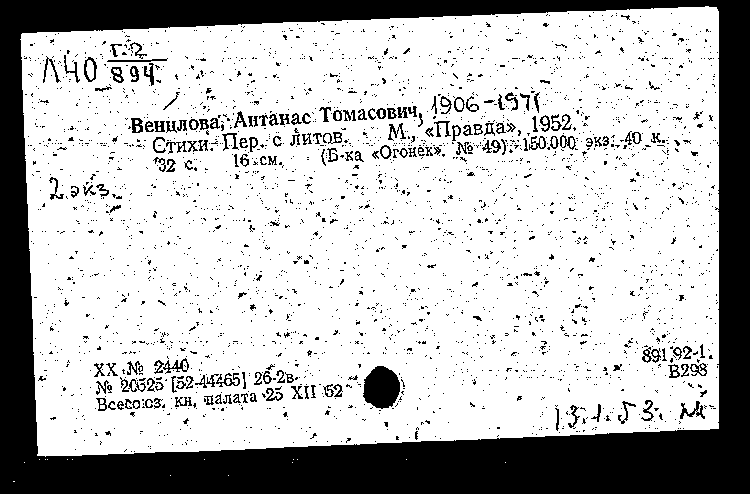 Л40 Г-2
894.
Венцлова, Антанас Томасович, 1906-1971
Стихи. Пер. с литов. М., «Правда», 1952.
32 с. 16 см. (Б-ка «Огонек». № 49). 150.000 экз. 40 к.
2 экз.
891.92-1.
В298
XX № 2440
№ 20525 [52-44465] 26-2в
Всесоюз. кн. палата 25 XII 52
13.1.53.